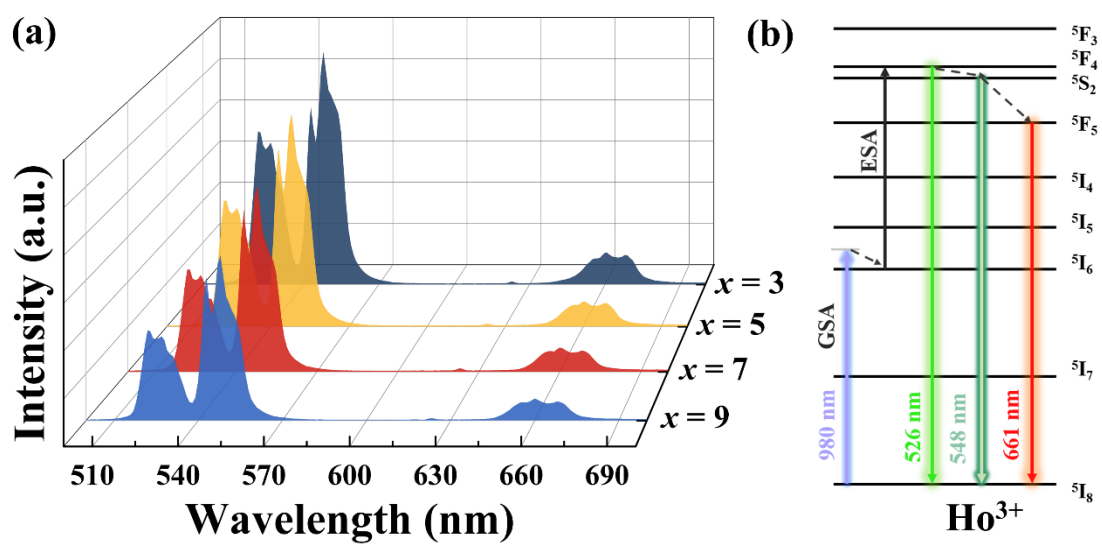 (a)
Intensity (a.u.)
x = 3
x = 5
x = 7
x = 9
510 540 570 600 630 660 690
Wavelength (nm)
(b)
⁵F₃
⁵F₄
⁵S₂
⁵F₅
⁵I₄
⁵I₅
⁵I₆
⁵I₇
⁵I₈
ESA
GSA
980 nm
526 nm
548 nm
661 nm
Ho³⁺